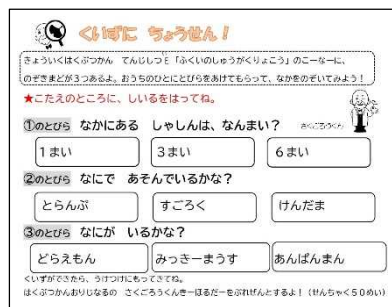 くいずに ちょうせん!
きょういくはくぶつかん てんじしつE「ふくいのしゅうがくりょこう」のこーなーに、
のぞきまどが3つあるよ。おうちのひとにとびらをあけてもらって、なかをのぞいてみよう!
★こたえのところに、しいるをはってね。
①のとびら なかにある しゃしんは、なんまい? さくごろうくん
1まい 3まい 6まい
②のとびら なにで あそんでいるかな?
とらんぷ すごろく けんだま
③のとびら なにが いるかな?
どらえもん みっきーまうす あんぱんまん
くいずができたら、うけつけにもってきてね。
はくぶつかんおりじなるの さくごろうくんきーほるだーをぷれぜんとするよ!(せんちゃく50めい)